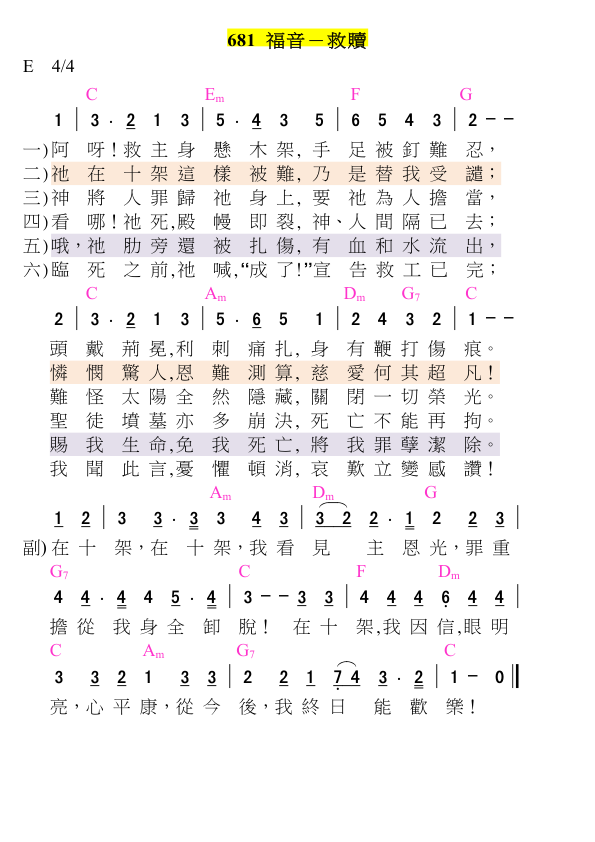 681 福音－救贖
E 4/4
C Em F G
1 | 3 · 2 1 3 | 5 · 4 3 5 | 6 5 4 3 | 2 － －
一)阿 呀!救主身 懸 木架,手 足被釘難 忍，
二)祂 在 十架這 樣 被難,乃 是替我受 譴；
三)神 將 人罪歸 祂 身上,要 祂為人擔 當，
四)看 哪!祂死,殿 幔 即裂,神、人間隔已 去；
五)哦，祂 肋旁還 被 扎傷,有 血和水流 出，
六)臨 死 之前,祂 喊,“成了!”宣 告救工已 完；
C Am Dm G7 C
2 | 3 · 2 1 3 | 5 · 6 5 1 | 2 4 3 2 | 1 － －
頭 戴 荊冕,利 刺 痛扎,身 有鞭打傷 痕。
憐 憫 驚人,恩 難 測算,慈 愛何其超 凡!
難 怪 太陽全 然 隱藏,關 閉一切榮 光。
聖 徒 墳墓亦 多 崩決,死 亡不能再 拘。
賜 我 生命,免 我 死亡,將 我罪孽潔 除。
我 聞 此言,憂 懼 頓消,哀 歎立變感 讚!
Am Dm G
1 2 | 3 3 · 3 3 4 3 | 3 2 2 · 1 2 2 3 |
副)在十 架，在 十架，我看 見 主 恩光，罪重
G7 C F Dm
4 4 · 4 4 5 · 4 | 3 － － 3 3 | 4 4 4 6 4 4 |
擔從 我身全 卸 脫! 在十 架,我因信,眼明
C Am G7 C
3 3 2 1 3 3 | 2 2 1 7 4 3 · 2 | 1 － 0 ‖
亮，心平康，從今 後，我終日 能歡 樂!